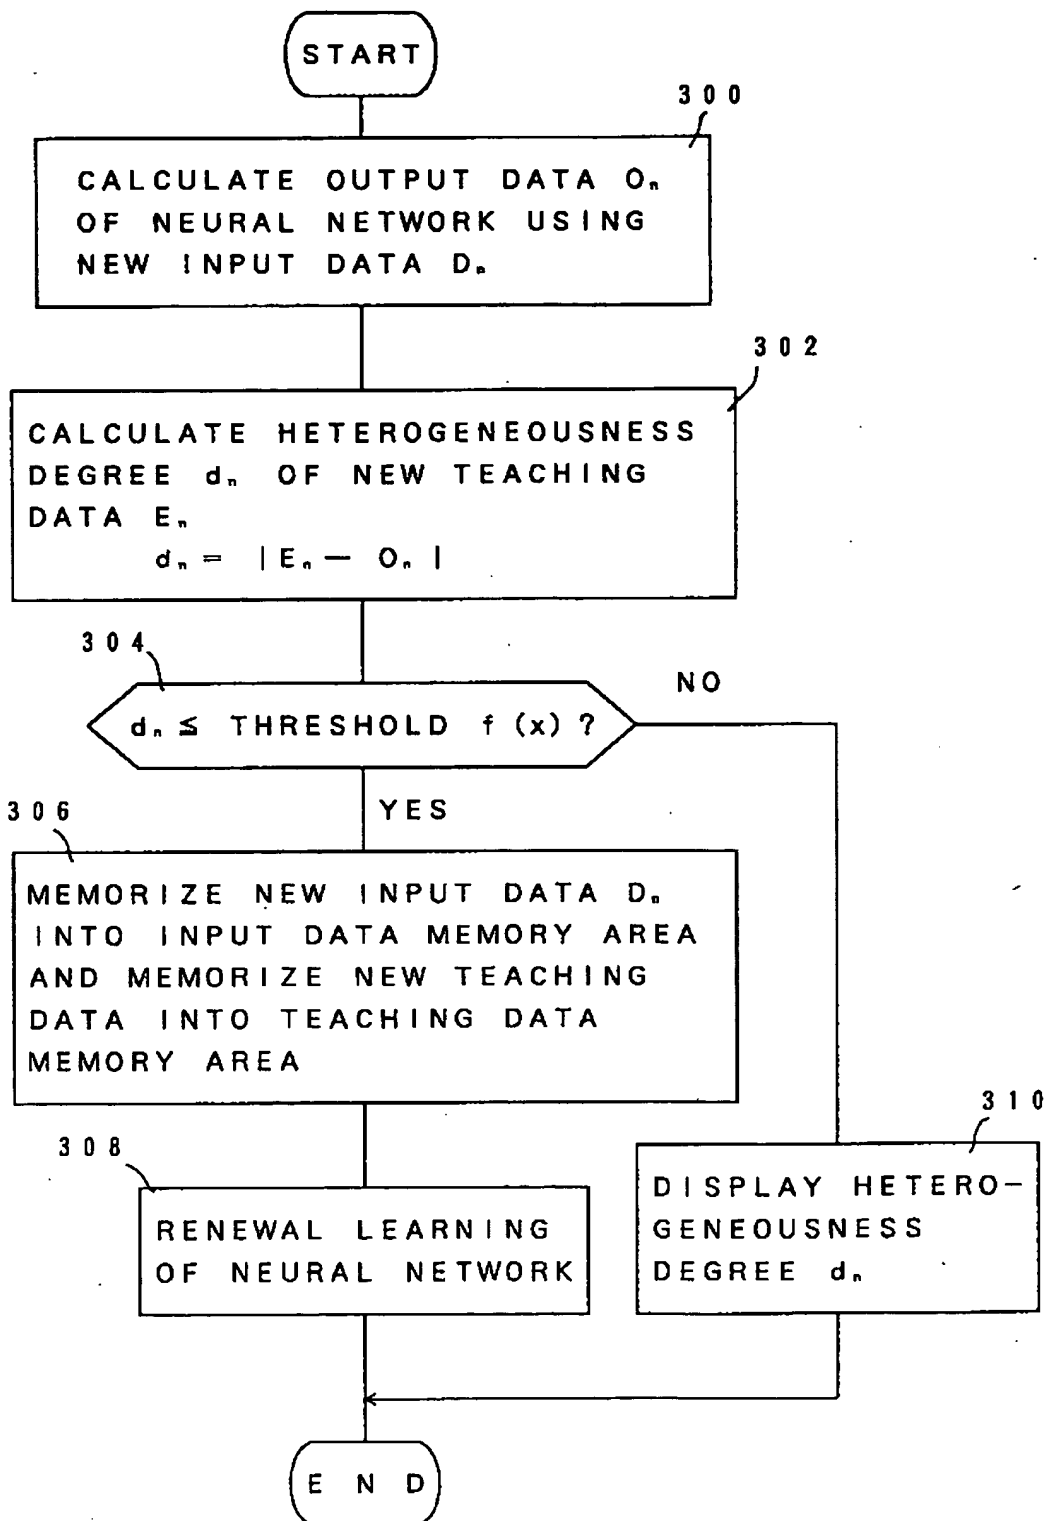 START
300
CALCULATE OUTPUT DATA Oₙ
OF NEURAL NETWORK USING
NEW INPUT DATA Dₙ
302
CALCULATE HETEROGENEOUSNESS
DEGREE dₙ OF NEW TEACHING
DATA Eₙ
dₙ = |Eₙ — Oₙ|
304
dₙ ≦ THRESHOLD f (x) ?
NO
YES
306
MEMORIZE NEW INPUT DATA Dₙ
INTO INPUT DATA MEMORY AREA
AND MEMORIZE NEW TEACHING
DATA INTO TEACHING DATA
MEMORY AREA
308
RENEWAL LEARNING
OF NEURAL NETWORK
310
DISPLAY HETERO-
GENEOUSNESS
DEGREE dₙ
END